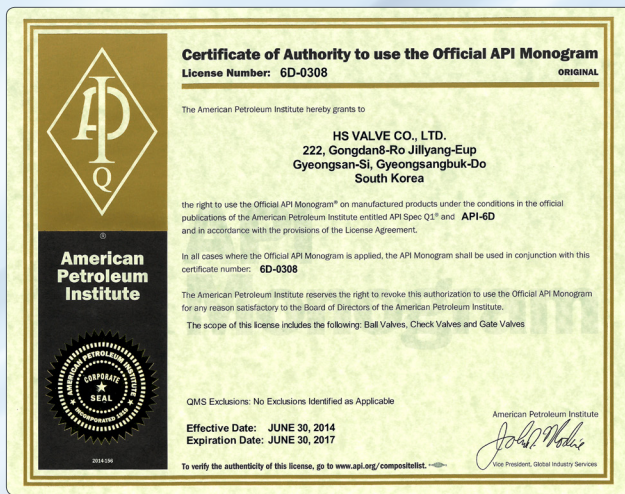 API
Q
®
American
Petroleum
Institute
AMERICAN PETROLEUM INSTITUTE
CORPORATE
SEAL
INCORPORATED 1919
2014-156
Certificate of Authority to use the Official API Monogram
License Number: 6D-0308
ORIGINAL
The American Petroleum Institute hereby grants to
HS VALVE CO., LTD.
222, Gongdan8-Ro Jillyang-Eup
Gyeongsan-Si, Gyeongsangbuk-Do
South Korea
the right to use the Official API Monogram® on manufactured products under the conditions in the official
publications of the American Petroleum Institute entitled API Spec Q1® and API-6D
and in accordance with the provisions of the License Agreement.
In all cases where the Official API Monogram is applied, the API Monogram shall be used in conjunction with this
certificate number: 6D-0308
The American Petroleum Institute reserves the right to revoke this authorization to use the Official API Monogram
for any reason satisfactory to the Board of Directors of the American Petroleum Institute.
The scope of this license includes the following: Ball Valves, Check Valves and Gate Valves
QMS Exclusions: No Exclusions Identified as Applicable
Effective Date: JUNE 30, 2014
Expiration Date: JUNE 30, 2017
To verify the authenticity of this license, go to www.api.org/compositelist.
American Petroleum Institute
Vice President, Global Industry Services